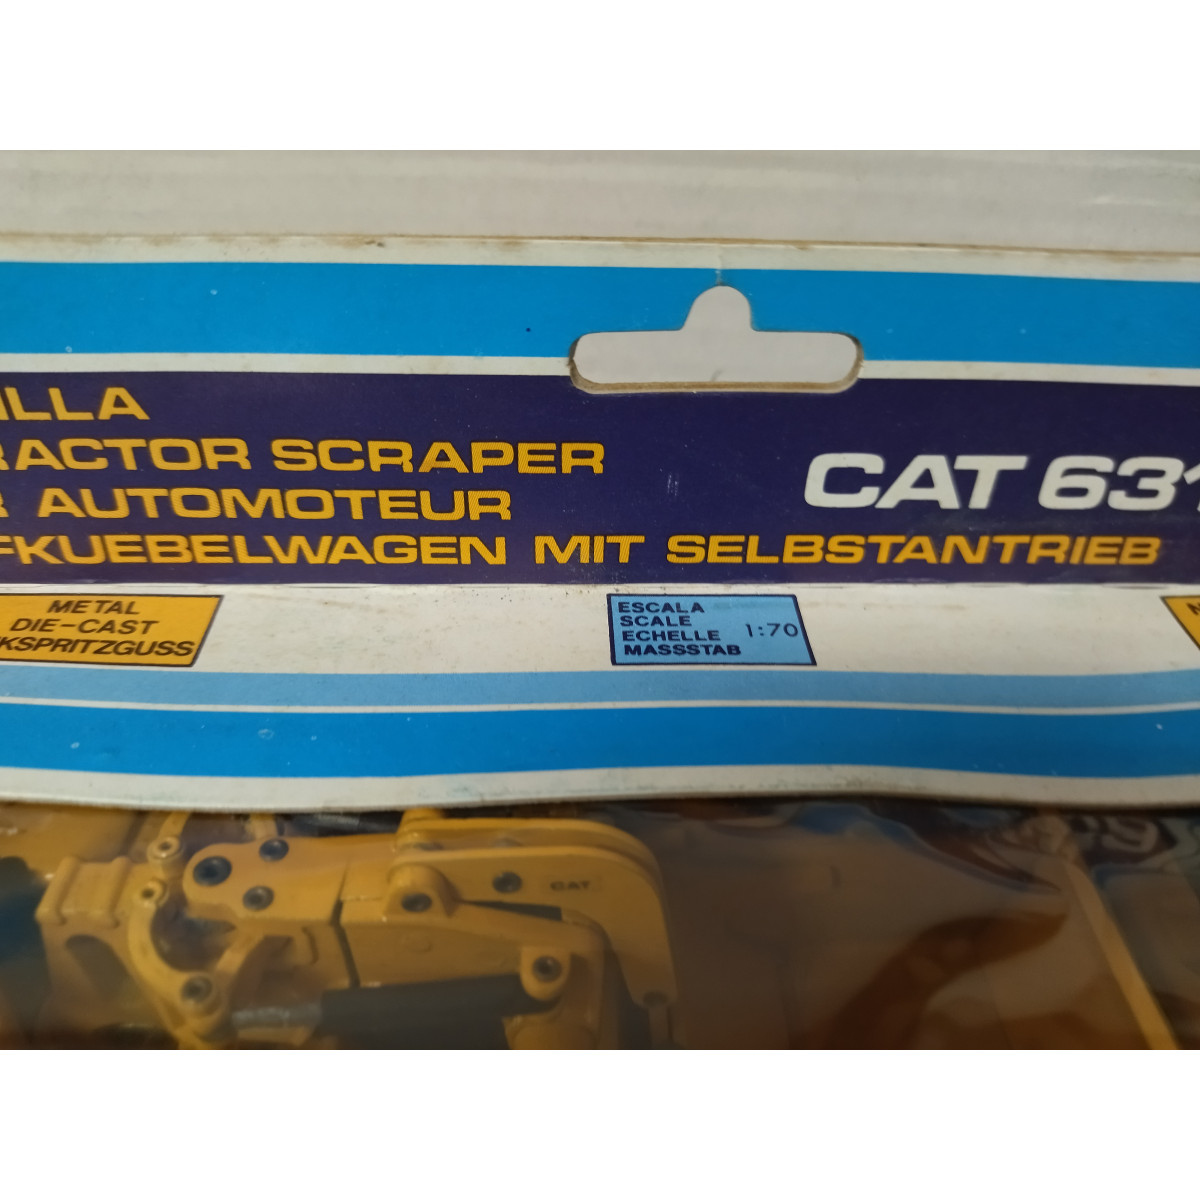 ILLA
RACTOR SCRAPER
R AUTOMOTEUR
FKUEBELWAGEN MIT SELBSTANTRIEB
CAT 631
METAL
DIE-CAST
KSPRITZGUSS
ESCALA
SCALE
ECHELLE
MASSSTAB
1:70
CAT